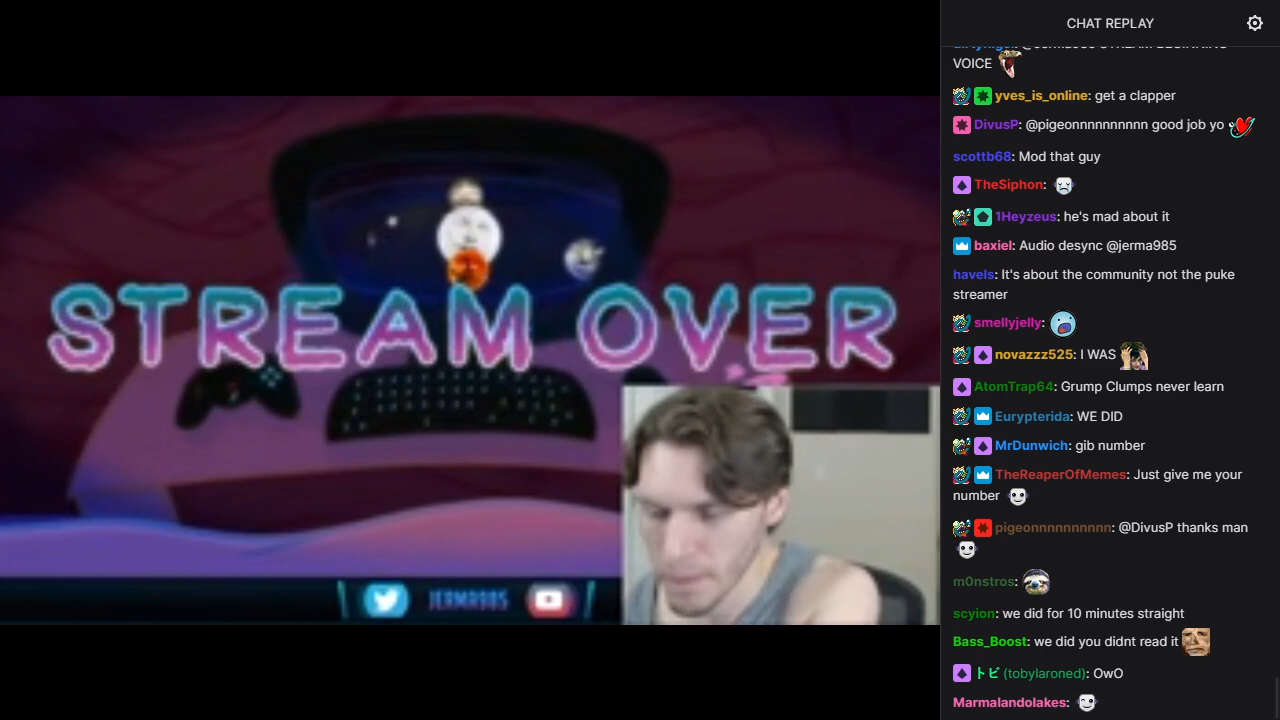 STREAM OVER
JERMA985
CHAT REPLAY
VOICE
yves_is_online: get a clapper
DivusP: @pigeonnnnnnnnnn good job yo
scottb68: Mod that guy
TheSiphon:
1Heyzeus: he's mad about it
baxiel: Audio desync @jerma985
havels: It's about the community not the puke
streamer
smellyjelly:
novazzz525: I WAS
AtomTrap64: Grump Clumps never learn
Eurypterida: WE DID
MrDunwich: gib number
TheReaperOfMemes: Just give me your
number
pigeonnnnnnnnnn: @DivusP thanks man
m0nstros:
scyion: we did for 10 minutes straight
Bass_Boost: we did you didnt read it
トビ (tobylaroned): OwO
Marmalandolakes: